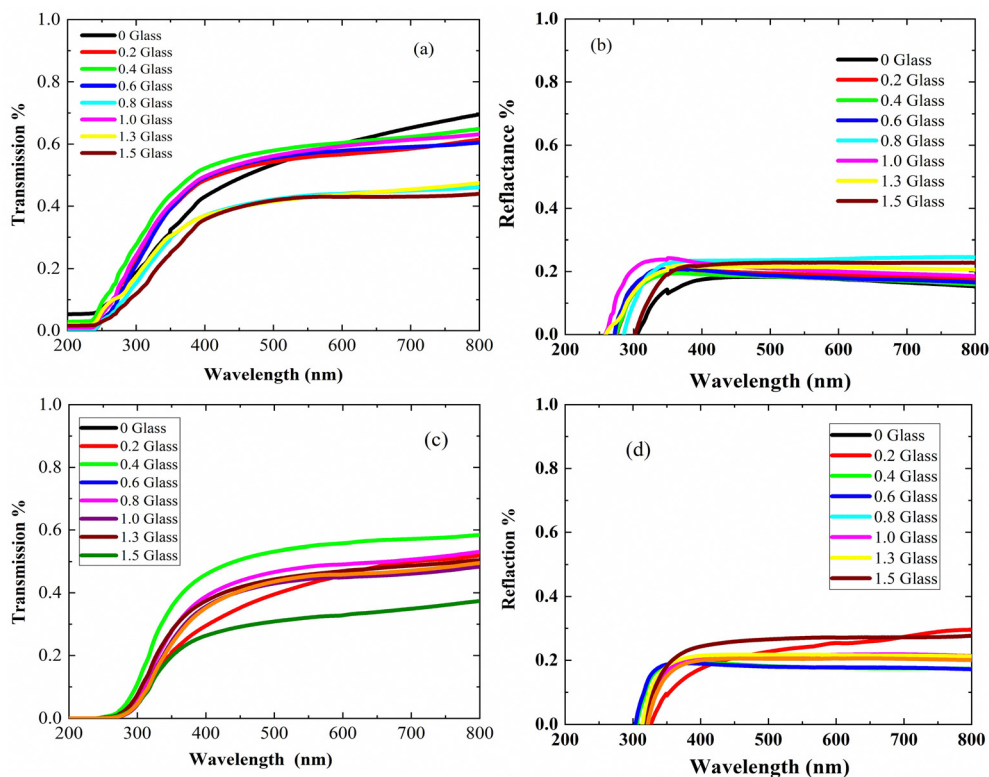 (a)
0 Glass
0.2 Glass
0.4 Glass
0.6 Glass
0.8 Glass
1.0 Glass
1.3 Glass
1.5 Glass
Transmission %
1.0
0.8
0.6
0.4
0.2
0.0
200 300 400 500 600 700 800
Wavelength (nm)
(b)
0 Glass
0.2 Glass
0.4 Glass
0.6 Glass
0.8 Glass
1.0 Glass
1.3 Glass
1.5 Glass
Reflactance %
1.0
0.8
0.6
0.4
0.2
0.0
200 300 400 500 600 700 800
Wavelength (nm)
(c)
0 Glass
0.2 Glass
0.4 Glass
0.6 Glass
0.8 Glass
1.0 Glass
1.3 Glass
1.5 Glass
Transmission %
1.0
0.8
0.6
0.4
0.2
0.0
200 300 400 500 600 700 800
Wavelength (nm)
(d)
0 Glass
0.2 Glass
0.4 Glass
0.6 Glass
0.8 Glass
1.0 Glass
1.3 Glass
1.5 Glass
Reflaction %
1.0
0.8
0.6
0.4
0.2
0.0
200 300 400 500 600 700 800
Wavelength (nm)